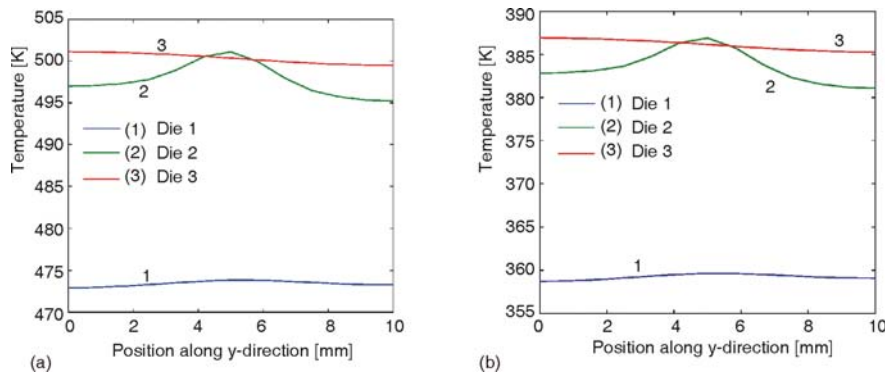 505
500
495
490
485
480
475
470
Temperature [K]
3
2
(1) Die 1
(2) Die 2
(3) Die 3
1
0 2 4 6 8 10
Position along y-direction [mm]
(a)
390
385
380
375
370
365
360
355
Temperature [K]
3
2
(1) Die 1
(2) Die 2
(3) Die 3
1
0 2 4 6 8 10
Position along y-direction [mm]
(b)